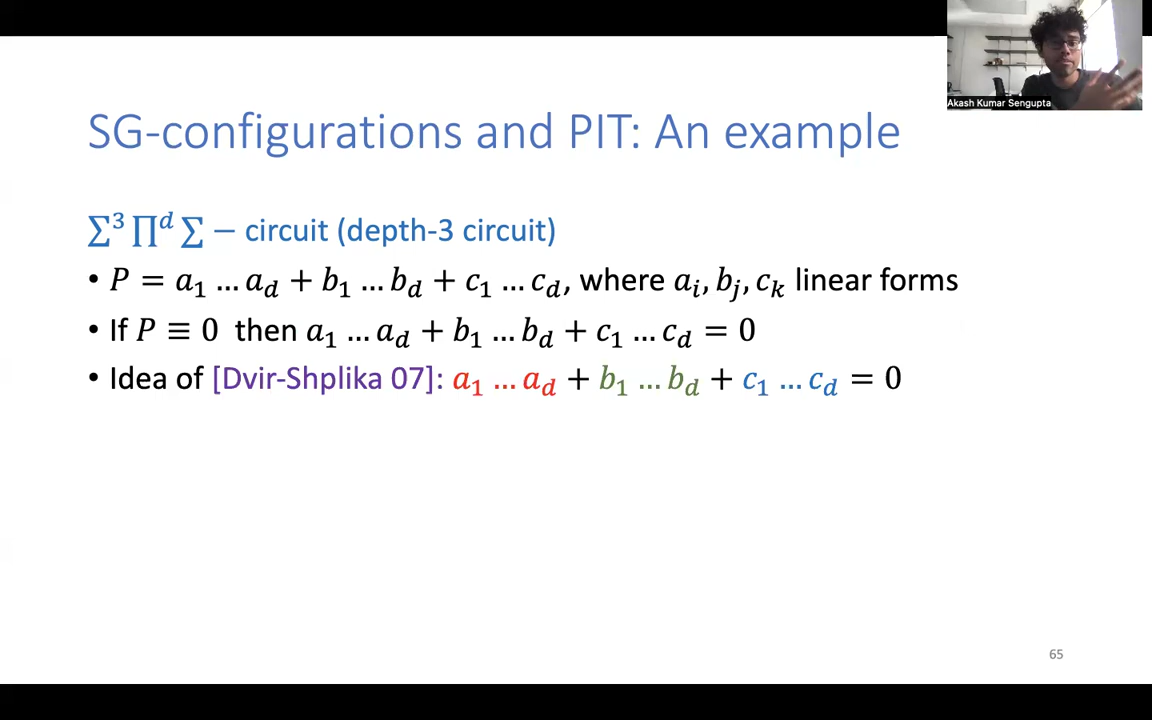 Akash Kumar Sengupta
SG-configurations and PIT: An example
∑³∏ᵈ∑ − circuit (depth-3 circuit)
• P = a₁ … a_d + b₁ … b_d + c₁ … c_d, where a_i, b_j, c_k linear forms
• If P ≡ 0 then a₁ … a_d + b₁ … b_d + c₁ … c_d = 0
• Idea of [Dvir-Shplika 07]: a₁ … a_d + b₁ … b_d + c₁ … c_d = 0
65